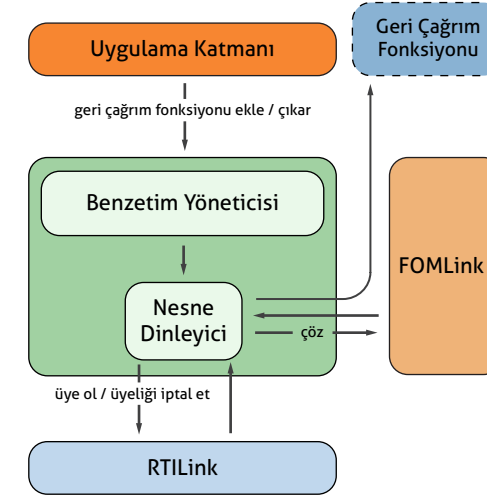 Uygulama Katmanı
Geri Çağrım
Fonksiyonu
geri çağrım fonksiyonu ekle / çıkar
Benzetim Yöneticisi
FOMLink
Nesne
Dinleyici
çöz
üye ol / üyeliği iptal et
RTILink